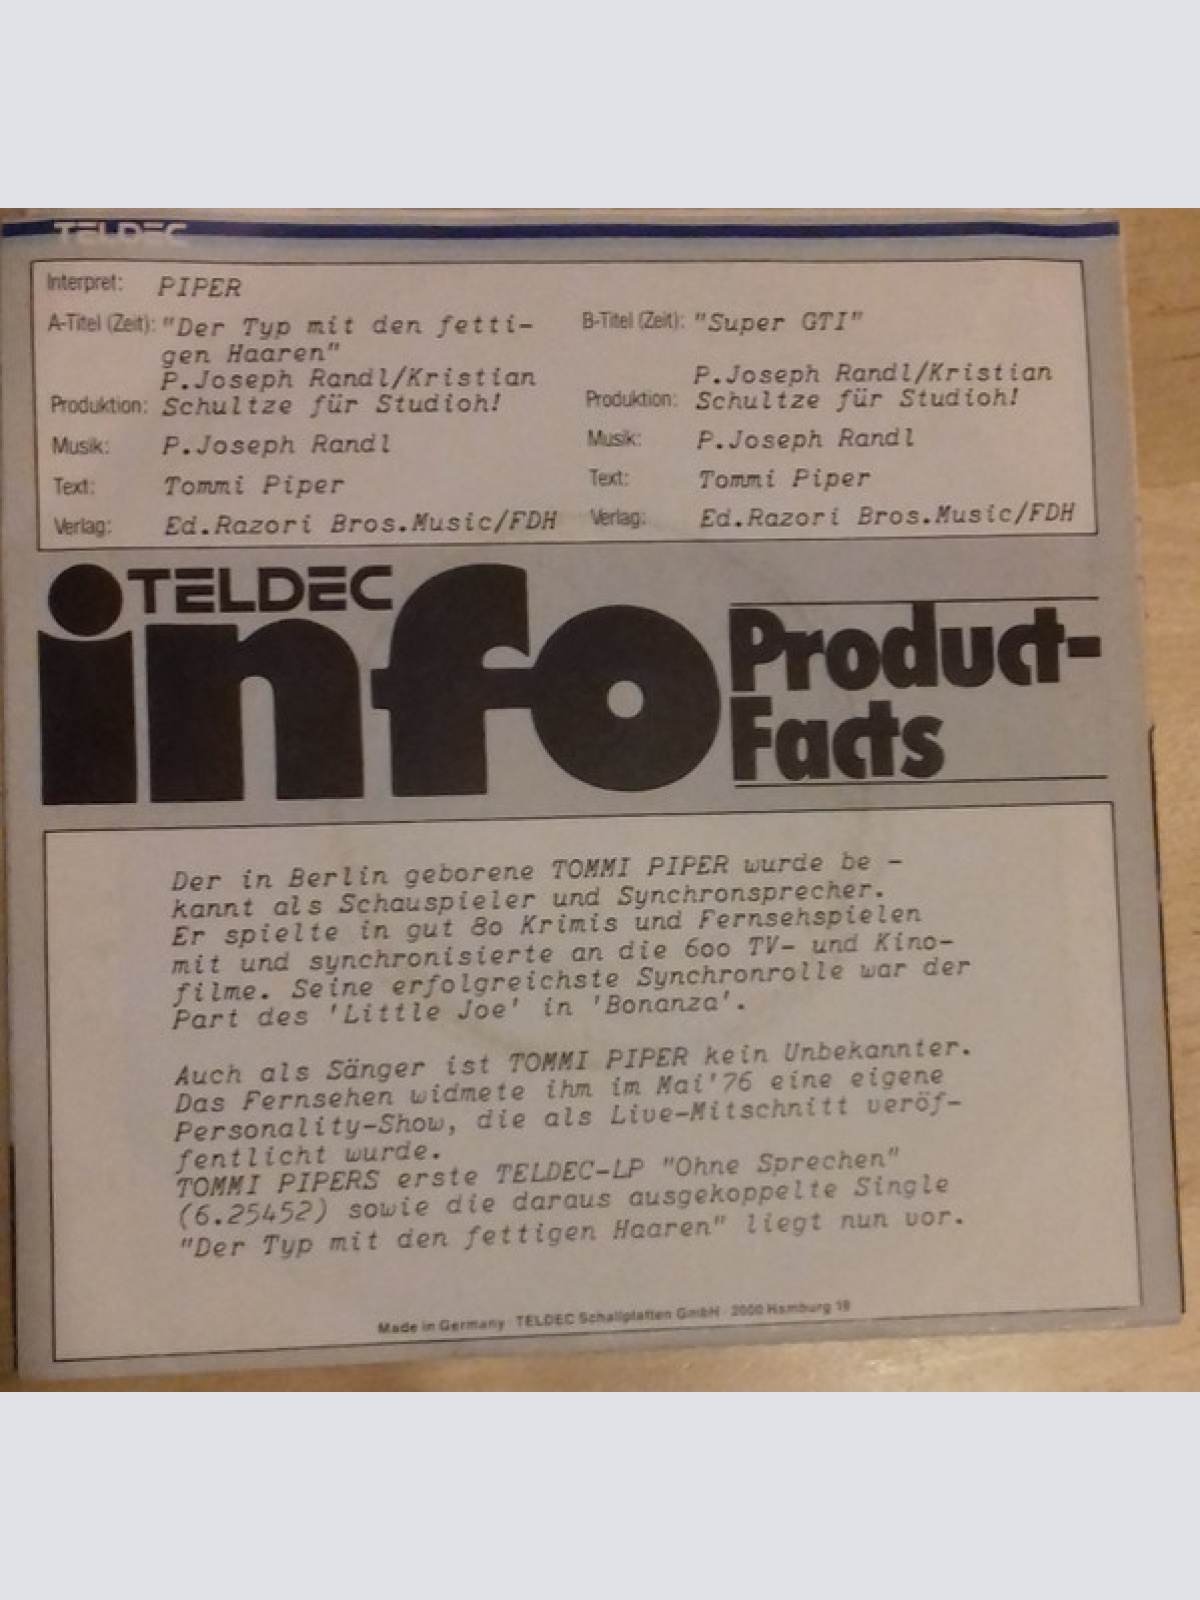 TELDEC
Interpret: PIPER
A-Titel (Zeit): "Der Typ mit den fetti-
gen Haaren"
P.Joseph Randl/Kristian
Produktion: Schultze für Studioh!
Musik: P.Joseph Randl
Text: Tommi Piper
Verlag: Ed.Razori Bros.Music/FDH
B-Titel (Zeit): "Super GTI"
P.Joseph Randl/Kristian
Produktion: Schultze für Studioh!
Musik: P.Joseph Randl
Text: Tommi Piper
Verlag: Ed.Razori Bros.Music/FDH
TELDEC
info
Product-
Facts
Der in Berlin geborene TOMMI PIPER wurde be -
kannt als Schauspieler und Synchronsprecher.
Er spielte in gut 8o Krimis und Fernsehspielen
mit und synchronisierte an die 6oo TV- und Kino-
filme. Seine erfolgreichste Synchronrolle war der
Part des 'Little Joe' in 'Bonanza'.
Auch als Sänger ist TOMMI PIPER kein Unbekannter.
Das Fernsehen widmete ihm im Mai'76 eine eigene
Personality-Show, die als Live-Mitschnitt veröf-
fentlicht wurde.
TOMMI PIPERS erste TELDEC-LP "Ohne Sprechen"
(6.25452) sowie die daraus ausgekoppelte Single
"Der Typ mit den fettigen Haaren" liegt nun vor.
Made in Germany TELDEC Schallplatten GmbH · 2000 Hamburg 19